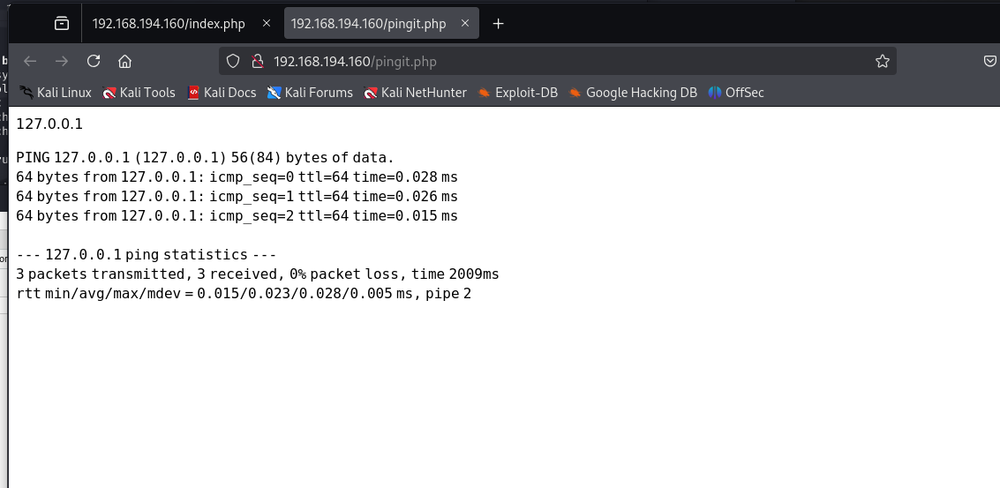 192.168.194.160/index.php
192.168.194.160/pingit.php
192.168.194.160/pingit.php
Kali Linux Kali Tools Kali Docs Kali Forums Kali NetHunter Exploit-DB Google Hacking DB OffSec
127.0.0.1
PING 127.0.0.1 (127.0.0.1) 56(84) bytes of data.
64 bytes from 127.0.0.1: icmp_seq=0 ttl=64 time=0.028 ms
64 bytes from 127.0.0.1: icmp_seq=1 ttl=64 time=0.026 ms
64 bytes from 127.0.0.1: icmp_seq=2 ttl=64 time=0.015 ms
--- 127.0.0.1 ping statistics ---
3 packets transmitted, 3 received, 0% packet loss, time 2009ms
rtt min/avg/max/mdev = 0.015/0.023/0.028/0.005 ms, pipe 2